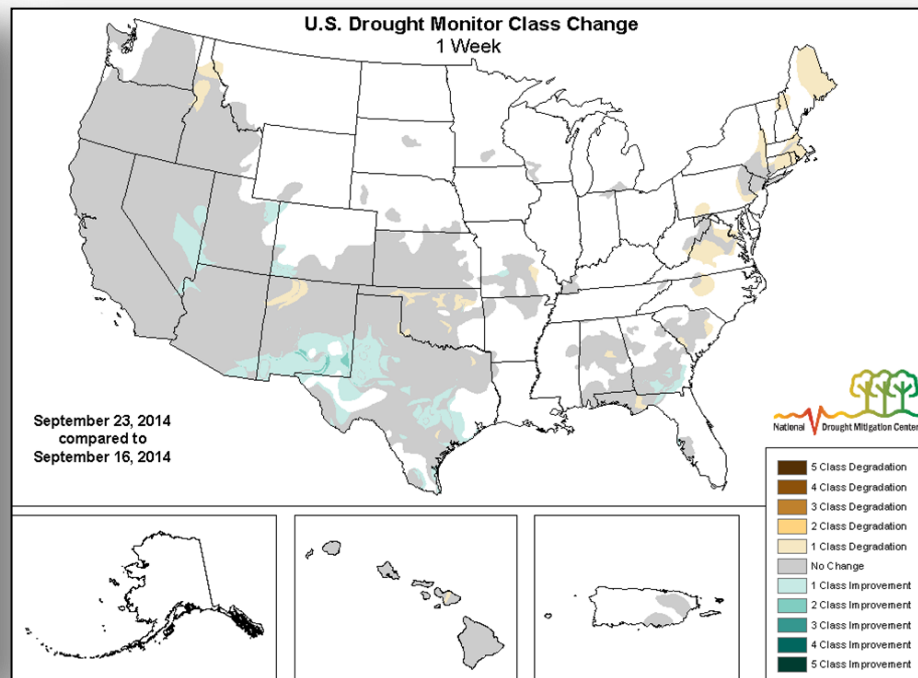 U.S. Drought Monitor Class Change
1 Week
September 23, 2014
compared to
September 16, 2014
National Drought Mitigation Center
5 Class Degradation
4 Class Degradation
3 Class Degradation
2 Class Degradation
1 Class Degradation
No Change
1 Class Improvement
2 Class Improvement
3 Class Improvement
4 Class Improvement
5 Class Improvement